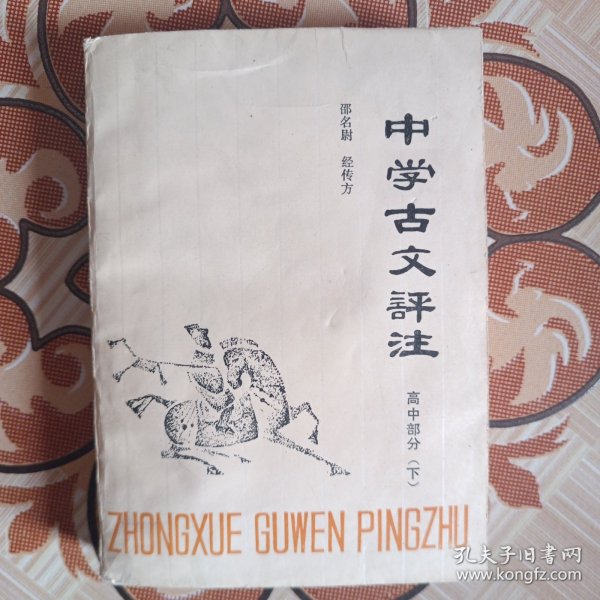 中学古文評注
高中部分（下）
邵名尉 经传方
ZHONGXUE GUWEN PINGZHU
孔夫子旧书网
www.kongfz.com